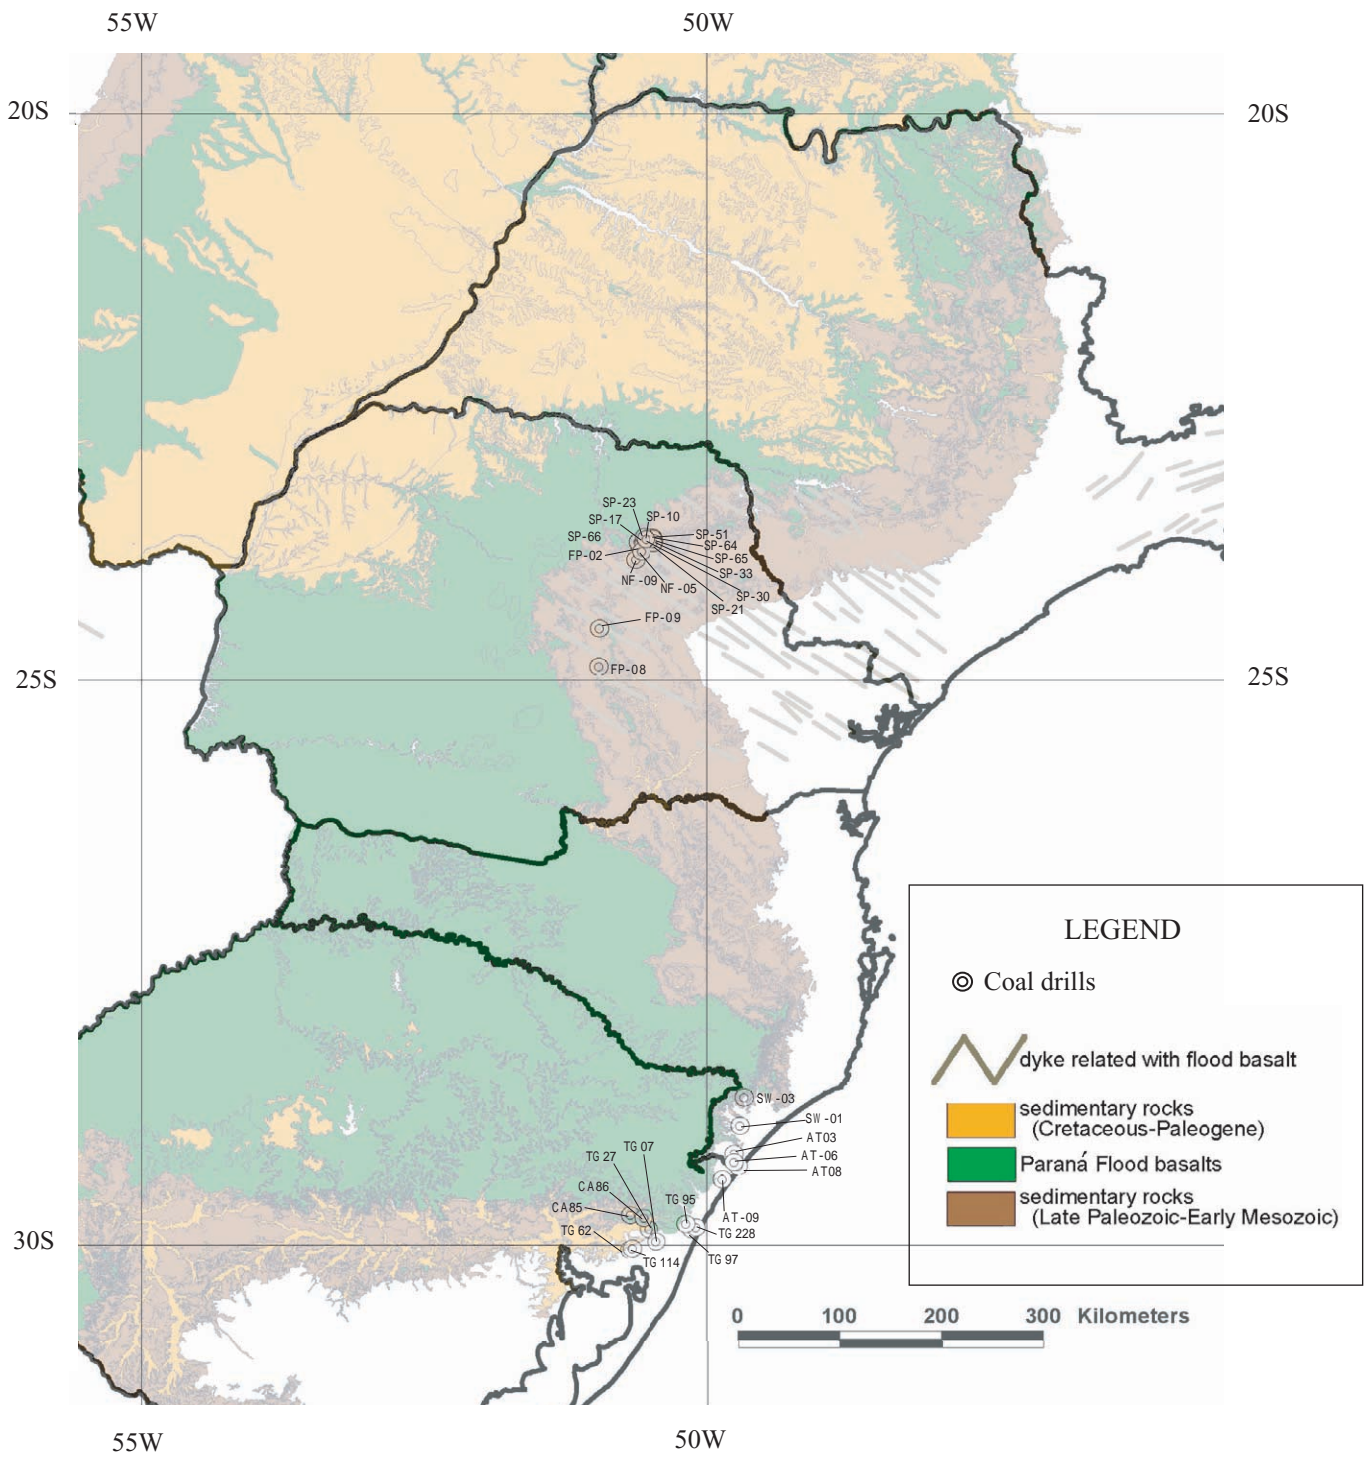 55W
50W
20S
20S
SP-23
SP-10
SP-17
SP-66
SP-51
SP-64
FP-02
SP-65
SP-33
NF-09
NF-05
SP-30
SP-21
FP-09
FP-08
25S
25S
LEGEND
Coal drills
dyke related with flood basalt
sedimentary rocks
(Cretaceous-Paleogene)
Paraná Flood basalts
sedimentary rocks
(Late Paleozoic-Early Mesozoic)
SW-03
SW-01
AT03
AT-06
AT08
TG 07
TG 27
CA86
CA85
TG 95
AT-09
TG 62
TG 228
TG 97
TG 114
30S
0 100 200 300 Kilometers
55W
50W